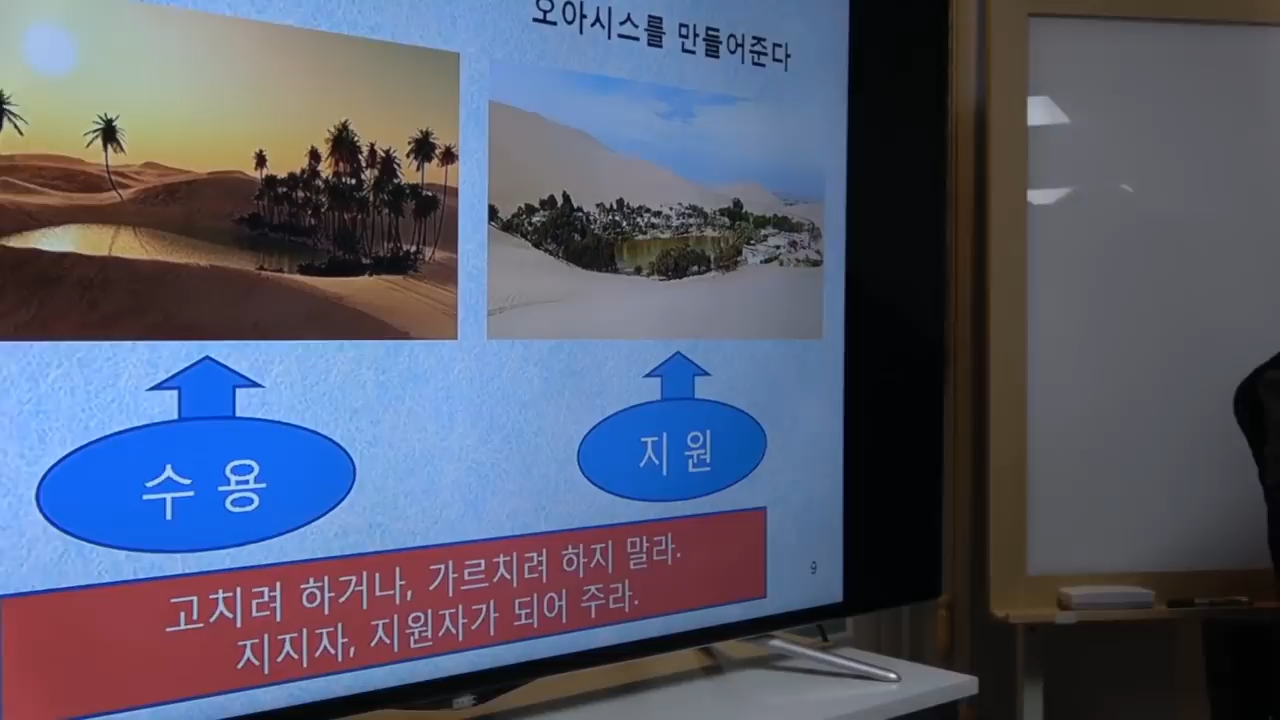 오아시스를 만들어준다
수용
지원
고치려 하거나, 가르치려 하지 말라.
지지자, 지원자가 되어 주라.
9